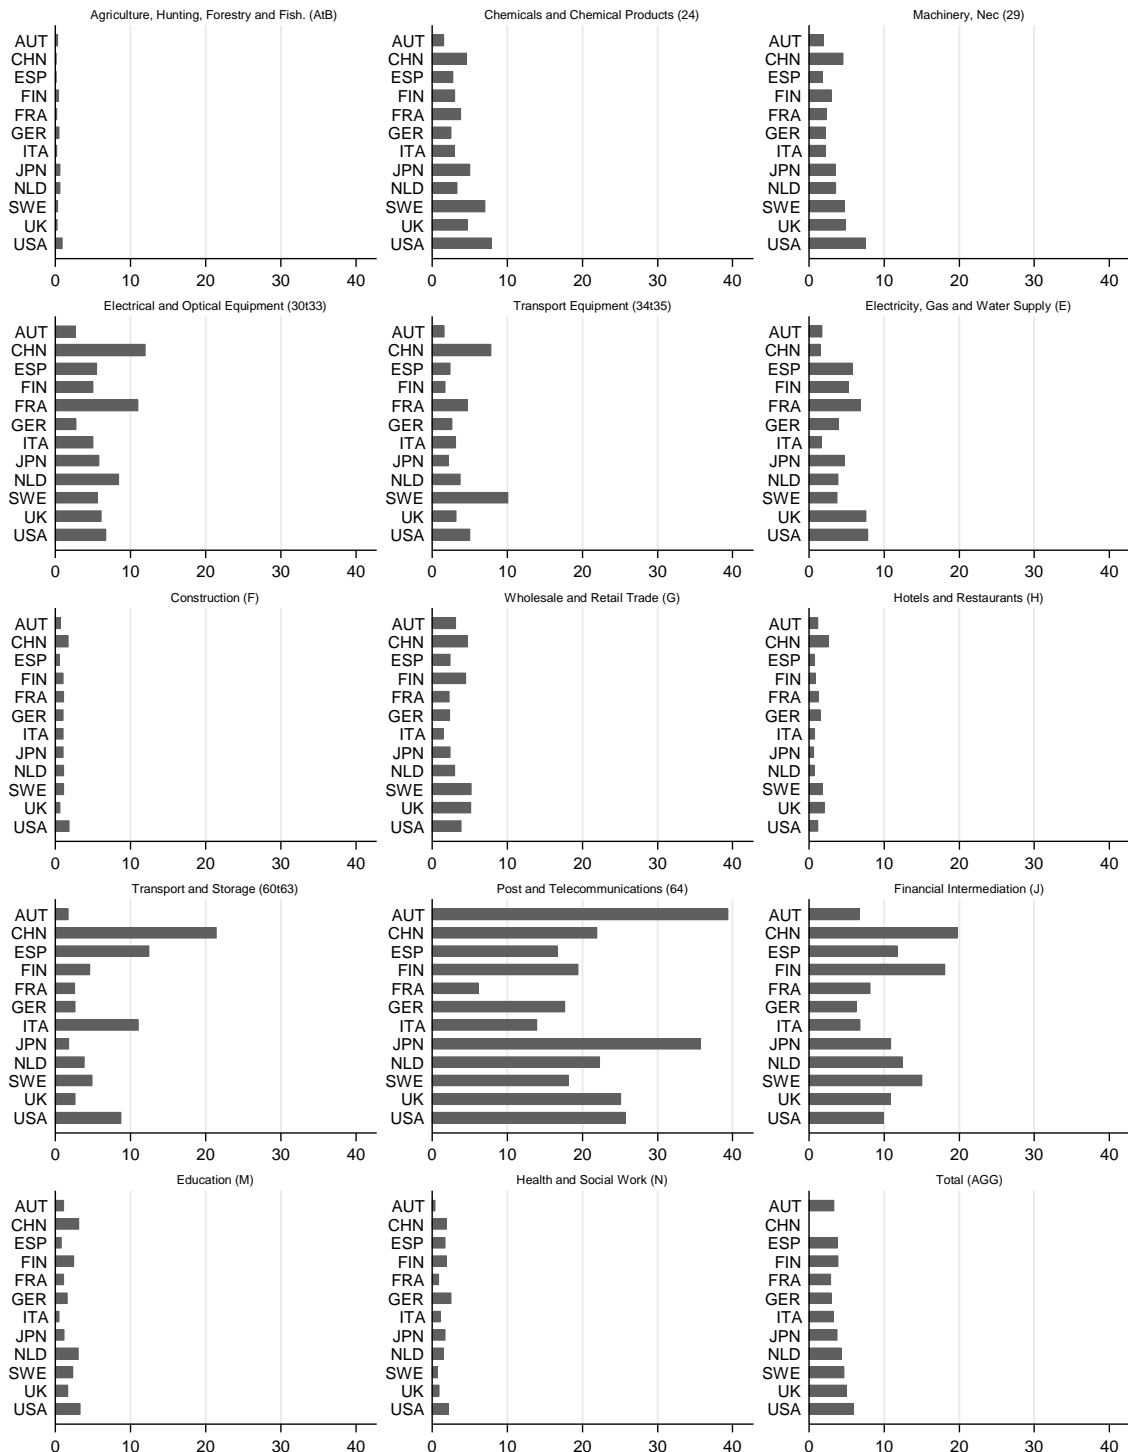 Agriculture, Hunting, Forestry and Fish. (AtB)
AUT
CHN
ESP
FIN
FRA
GER
ITA
JPN
NLD
SWE
UK
USA
0 10 20 30 40
Chemicals and Chemical Products (24)
AUT
CHN
ESP
FIN
FRA
GER
ITA
JPN
NLD
SWE
UK
USA
0 10 20 30 40
Machinery, Nec (29)
AUT
CHN
ESP
FIN
FRA
GER
ITA
JPN
NLD
SWE
UK
USA
0 10 20 30 40
Electrical and Optical Equipment (30t33)
AUT
CHN
ESP
FIN
FRA
GER
ITA
JPN
NLD
SWE
UK
USA
0 10 20 30 40
Transport Equipment (34t35)
AUT
CHN
ESP
FIN
FRA
GER
ITA
JPN
NLD
SWE
UK
USA
0 10 20 30 40
Electricity, Gas and Water Supply (E)
AUT
CHN
ESP
FIN
FRA
GER
ITA
JPN
NLD
SWE
UK
USA
0 10 20 30 40
Construction (F)
AUT
CHN
ESP
FIN
FRA
GER
ITA
JPN
NLD
SWE
UK
USA
0 10 20 30 40
Wholesale and Retail Trade (G)
AUT
CHN
ESP
FIN
FRA
GER
ITA
JPN
NLD
SWE
UK
USA
0 10 20 30 40
Hotels and Restaurants (H)
AUT
CHN
ESP
FIN
FRA
GER
ITA
JPN
NLD
SWE
UK
USA
0 10 20 30 40
Transport and Storage (60t63)
AUT
CHN
ESP
FIN
FRA
GER
ITA
JPN
NLD
SWE
UK
USA
0 10 20 30 40
Post and Telecommunications (64)
AUT
CHN
ESP
FIN
FRA
GER
ITA
JPN
NLD
SWE
UK
USA
0 10 20 30 40
Financial Intermediation (J)
AUT
CHN
ESP
FIN
FRA
GER
ITA
JPN
NLD
SWE
UK
USA
0 10 20 30 40
Education (M)
AUT
CHN
ESP
FIN
FRA
GER
ITA
JPN
NLD
SWE
UK
USA
0 10 20 30 40
Health and Social Work (N)
AUT
CHN
ESP
FIN
FRA
GER
ITA
JPN
NLD
SWE
UK
USA
0 10 20 30 40
Total (AGG)
AUT
CHN
ESP
FIN
FRA
GER
ITA
JPN
NLD
SWE
UK
USA
0 10 20 30 40